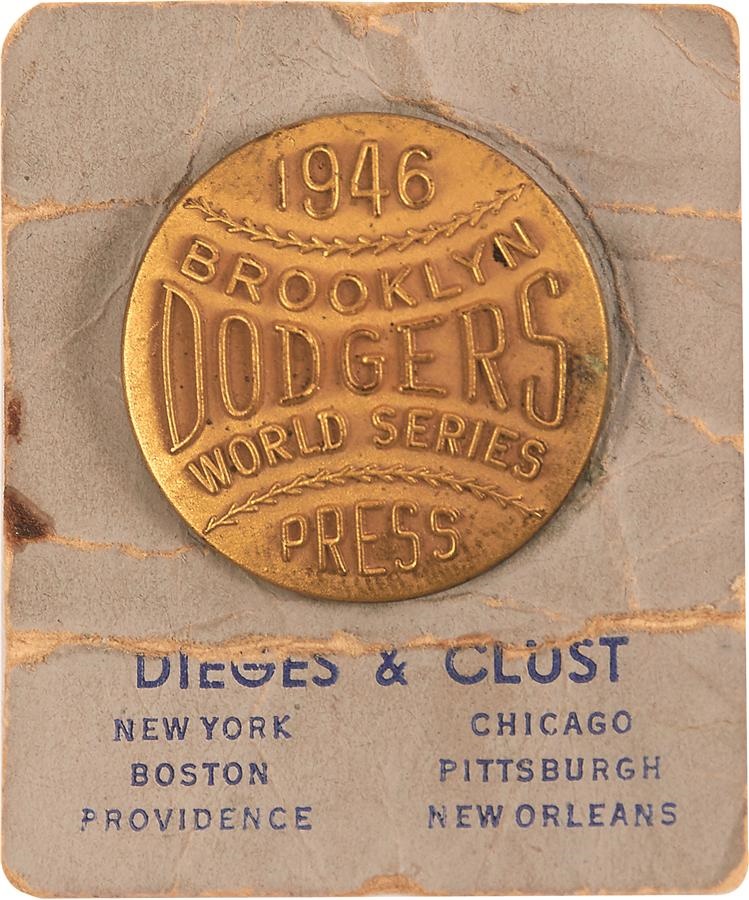 1946
BROOKLYN
DODGERS
WORLD SERIES
PRESS
DIEGES & CLUST
NEW YORK CHICAGO
BOSTON PITTSBURGH
PROVIDENCE NEW ORLEANS